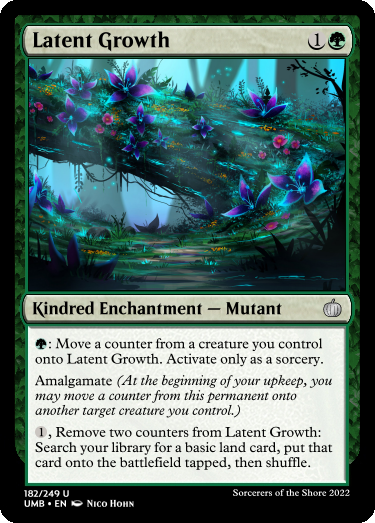 Latent Growth 1
Kindred Enchantment — Mutant
: Move a counter from a creature you control
onto Latent Growth. Activate only as a sorcery.
Amalgamate (At the beginning of your upkeep, you
may move a counter from this permanent onto
another target creature you control.)
1, Remove two counters from Latent Growth:
Search your library for a basic land card, put that
card onto the battlefield tapped, then shuffle.
182/249 U Sorcerers of the Shore 2022
UMB • EN Nico Hohn